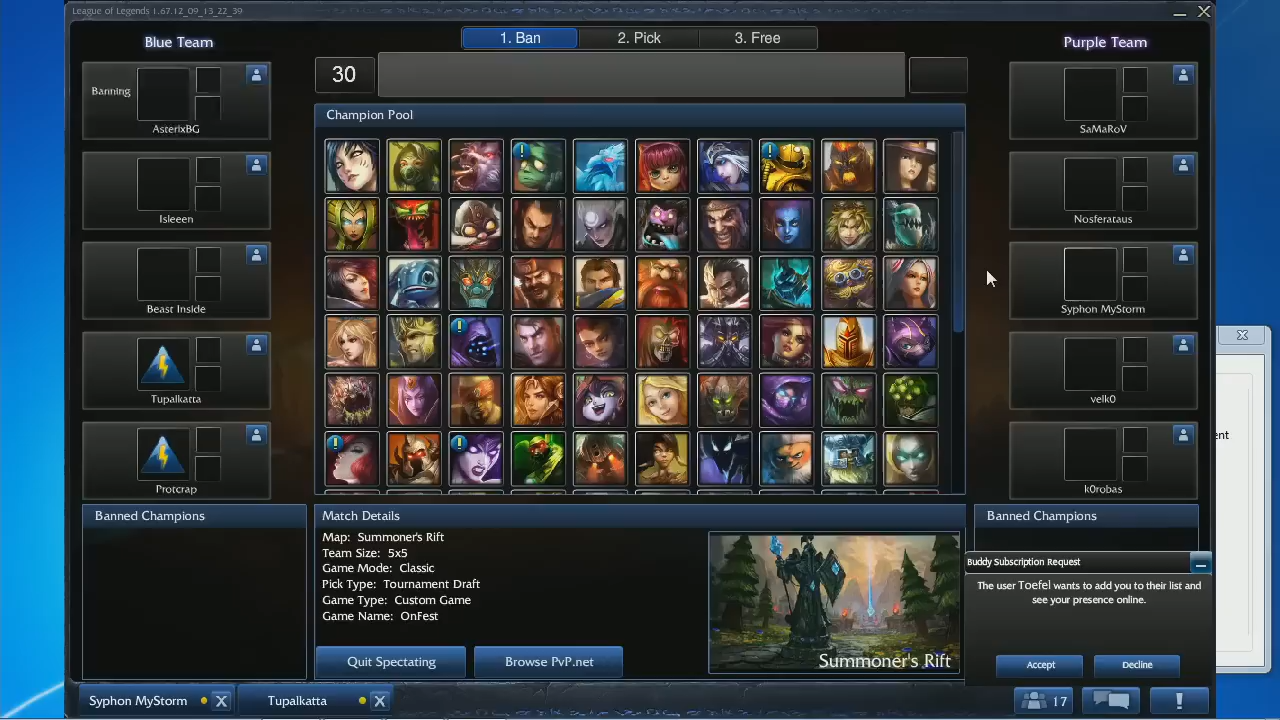 League of Legends 1.67.12_09_13_22_39
Blue Team
1. Ban
2. Pick
3. Free
Purple Team
30
Banning
AsterixBG
Isleeen
Beast Inside
Tupalkatta
Protcrap
Champion Pool
SaMaRoV
Nosferataus
Syphon MyStorm
velk0
k0robas
ent
Banned Champions
Match Details
Map: Summoner's Rift
Team Size: 5x5
Game Mode: Classic
Pick Type: Tournament Draft
Game Type: Custom Game
Game Name: OnFest
Summoner's Rift
Quit Spectating
Browse PvP.net
Banned Champions
Buddy Subscription Request
The user Toefel wants to add you to their list and
see your presence online.
Accept
Decline
Syphon MyStorm
Tupalkatta
17